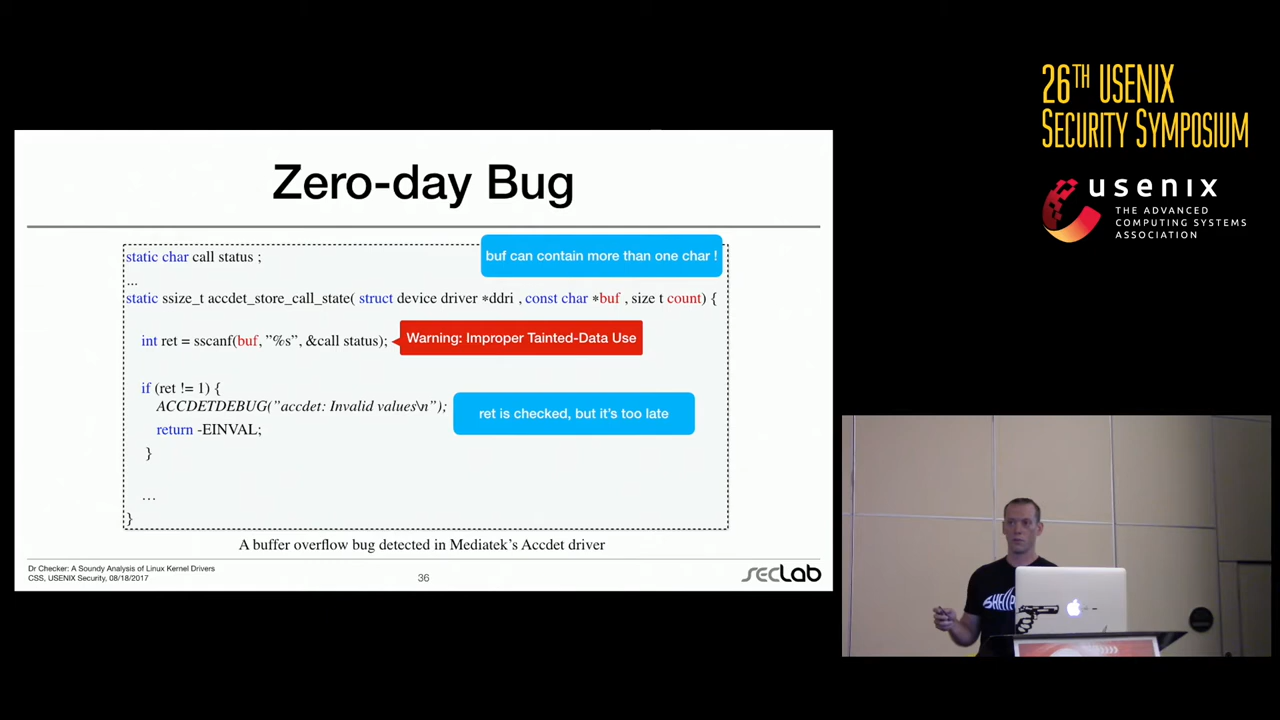 Zero-day Bug
static char call status ;
buf can contain more than one char !
...
static ssize_t accdet_store_call_state( struct device driver *ddri , const char *buf , size t count) {
int ret = sscanf(buf, ”%s”, &call status);
Warning: Improper Tainted-Data Use
if (ret != 1) {
ACCDETDEBUG(”accdet: Invalid values\n”);
ret is checked, but it's too late
return -EINVAL;
}
...
}
A buffer overflow bug detected in Mediatek's Accdet driver
Dr Checker: A Soundy Analysis of Linux Kernel Drivers
CSS, USENIX Security, 08/18/2017
36
secLab
26TH USENIX
SECURITY SYMPOSIUM
usenix
THE ADVANCED
COMPUTING SYSTEMS
ASSOCIATION